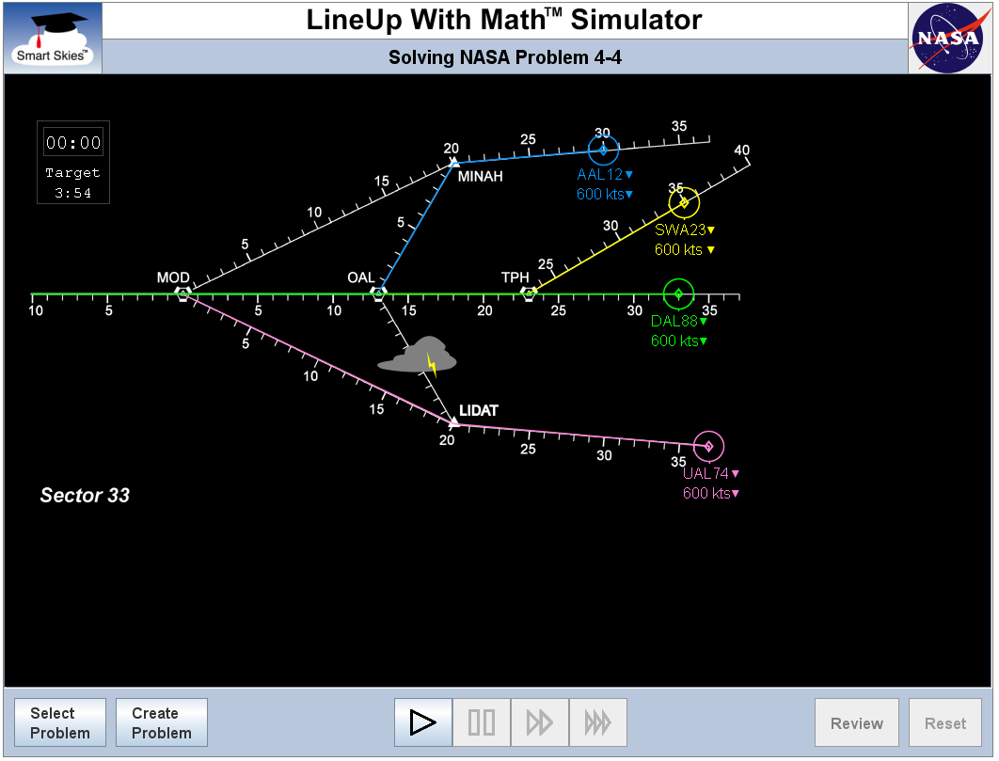 LineUp With Math™ Simulator
Smart Skies™
NASA
Solving NASA Problem 4-4
00:00
Target
3:54
20
25
30
35
MINAH
AAL12▼
600 kts▼
40
15
10
5
5
35
30
25
SWA23▼
600 kts ▼
MOD
OAL
TPH
10
5
5
10
15
20
25
30
35
DAL88▼
600 kts▼
5
10
15
LIDAT
20
25
30
35
UAL74▼
600 kts▼
Sector 33
Select
Problem
Create
Problem
Review
Reset